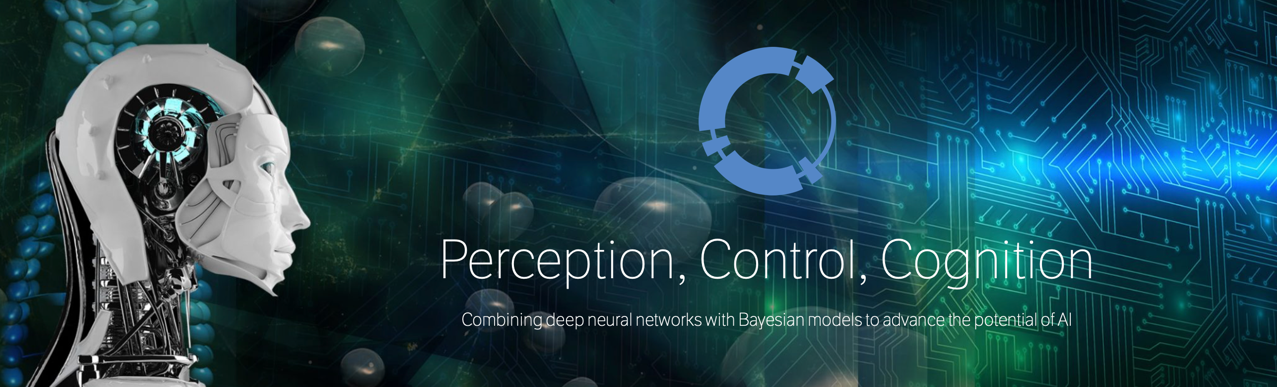 Perception, Control, Cognition
Combining deep neural networks with Bayesian models to advance the potential of AI